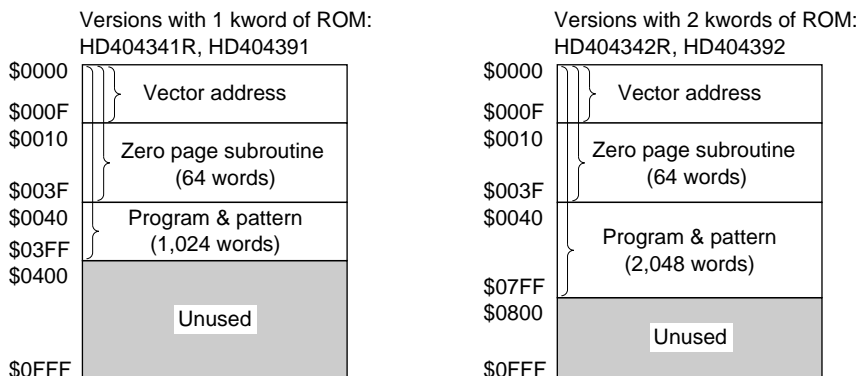 Versions with 1 kword of ROM:
HD404341R, HD404391
$0000
Vector address
$000F
$0010
Zero page subroutine
(64 words)
$003F
$0040
Program & pattern
(1,024 words)
$03FF
$0400
Unused
$0FFF
Versions with 2 kwords of ROM:
HD404342R, HD404392
$0000
Vector address
$000F
$0010
Zero page subroutine
(64 words)
$003F
$0040
Program & pattern
(2,048 words)
$07FF
$0800
Unused
$0FFF